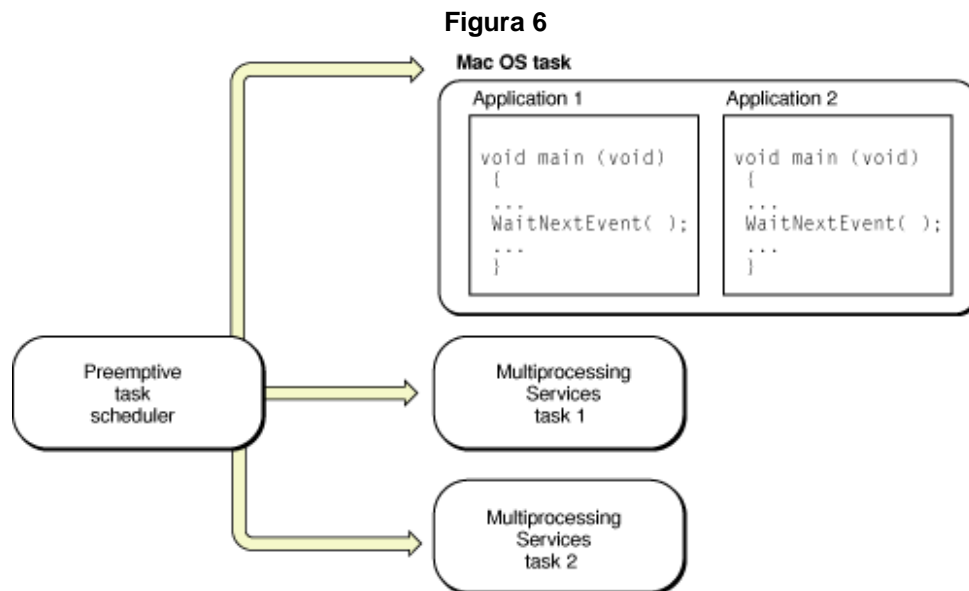 Figura 6
Mac OS task
Application 1
void main (void)
{
...
WaitNextEvent( );
...
}
Application 2
void main (void)
{
...
WaitNextEvent( );
...
}
Preemptive
task
scheduler
Multiprocessing
Services
task 1
Multiprocessing
Services
task 2